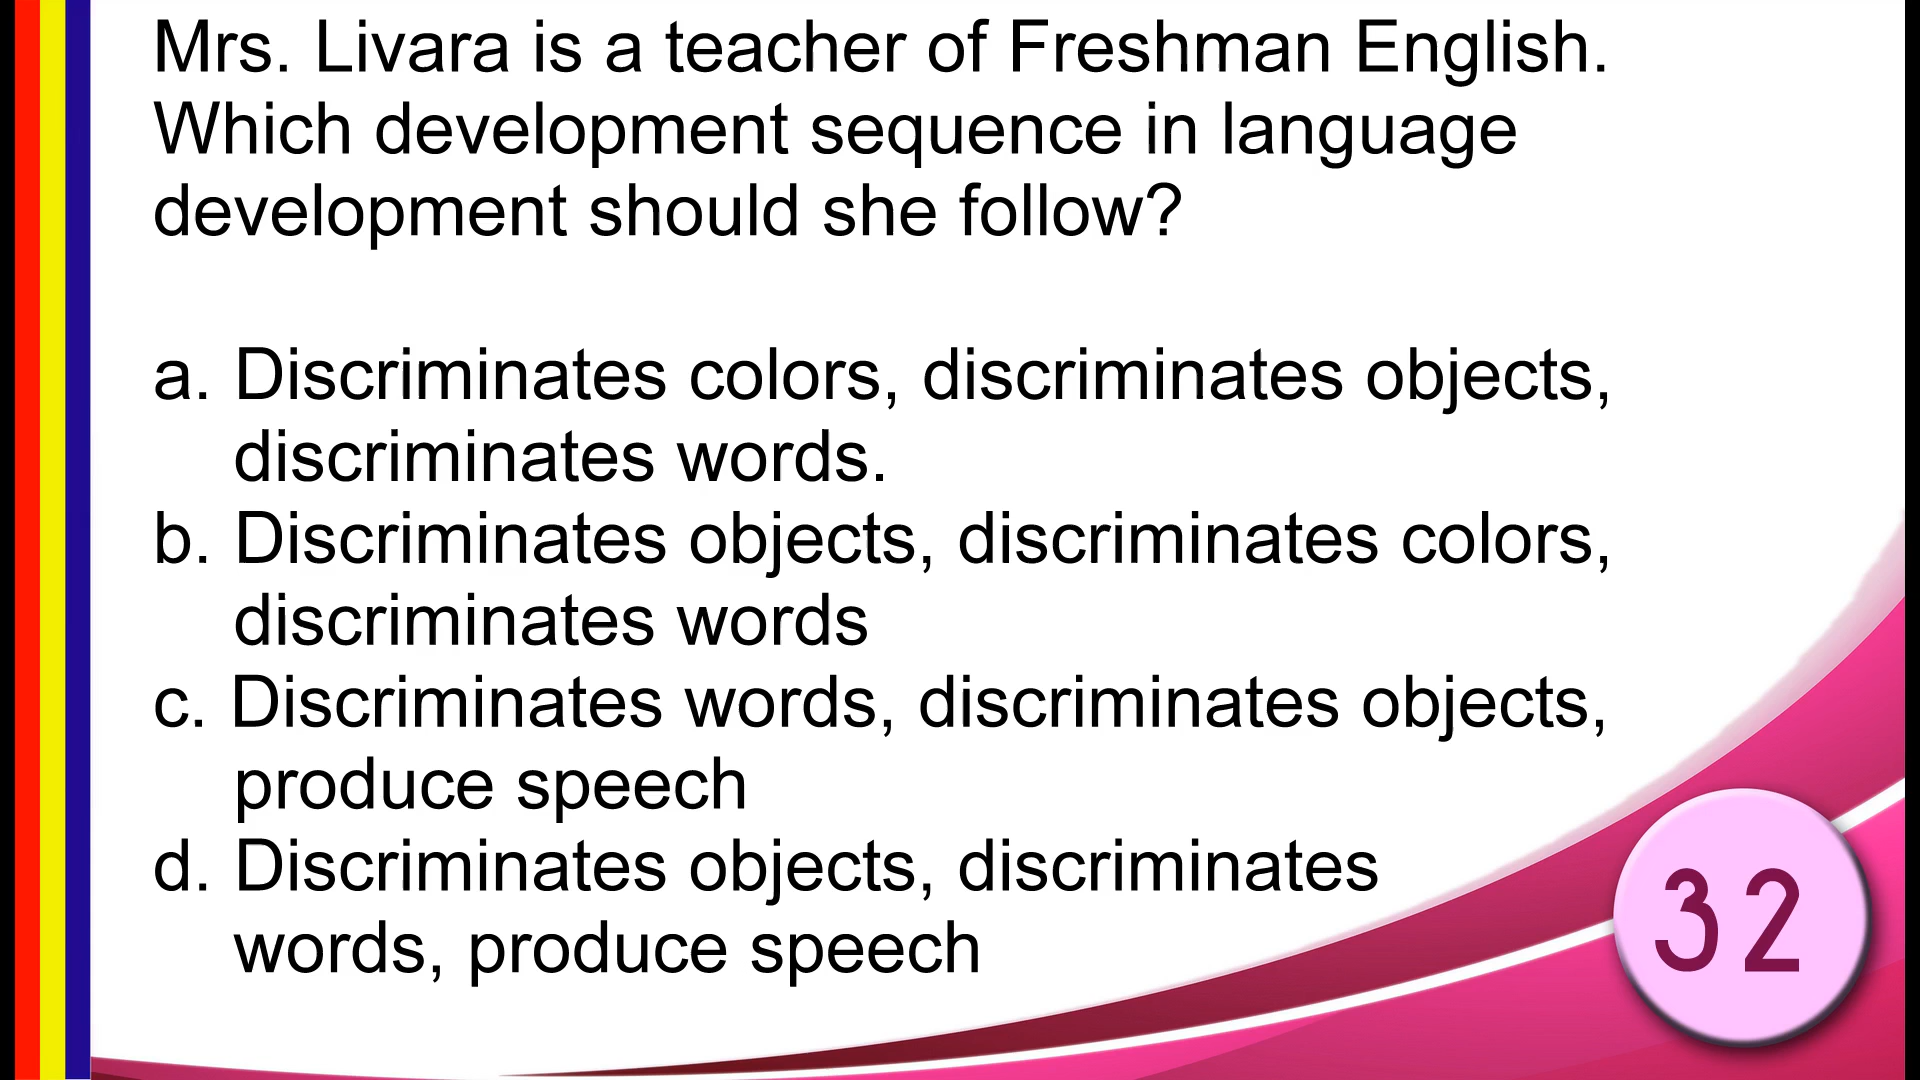 Mrs. Livara is a teacher of Freshman English.
Which development sequence in language
development should she follow?
a. Discriminates colors, discriminates objects,
discriminates words.
b. Discriminates objects, discriminates colors,
discriminates words
c. Discriminates words, discriminates objects,
produce speech
d. Discriminates objects, discriminates
words, produce speech
32